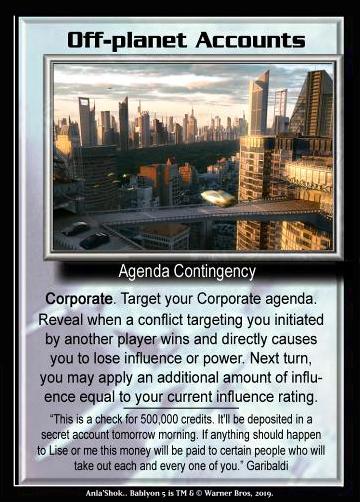 Off-planet Accounts
Agenda Contingency
Corporate. Target your Corporate agenda.
Reveal when a conflict targeting you initiated
by another player wins and directly causes
you to lose influence or power. Next turn,
you may apply an additional amount of influ-
ence equal to your current influence rating.
"This is a check for 500,000 credits. It'll be deposited in a
secret account tomorrow morning. If anything should happen
to Lise or me this money will be paid to certain people who will
take out each and every one of you." Garibaldi
Anla'Shok.. Bablyon 5 is TM & © Warner Bros, 2019.